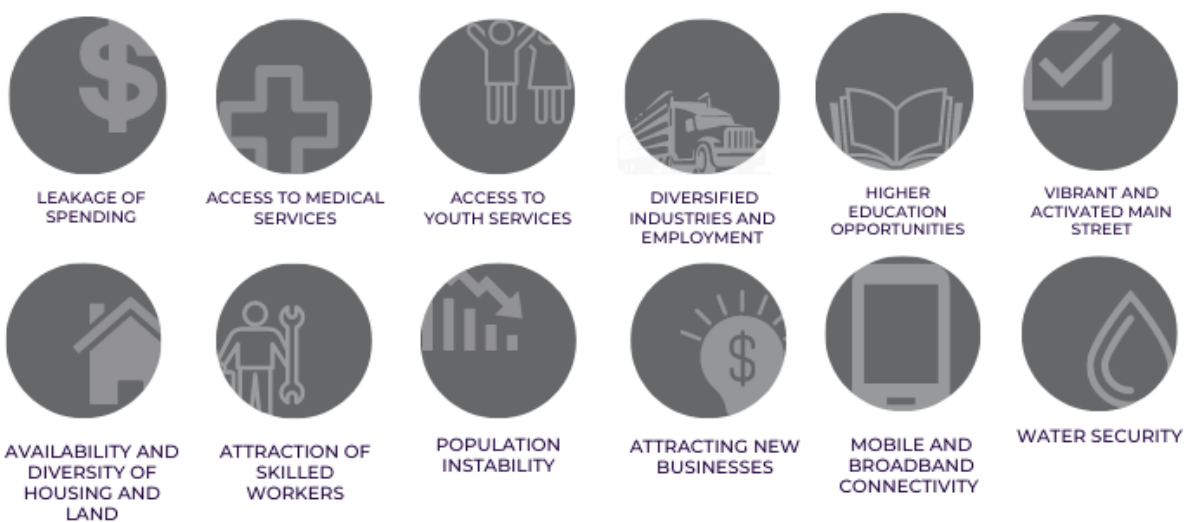 $
LEAKAGE OF
SPENDING
ACCESS TO MEDICAL
SERVICES
ACCESS TO
YOUTH SERVICES
DIVERSIFIED
INDUSTRIES AND
EMPLOYMENT
HIGHER
EDUCATION
OPPORTUNITIES
VIBRANT AND
ACTIVATED MAIN
STREET
AVAILABILITY AND
DIVERSITY OF
HOUSING AND
LAND
ATTRACTION OF
SKILLED
WORKERS
POPULATION
INSTABILITY
$
ATTRACTING NEW
BUSINESSES
MOBILE AND
BROADBAND
CONNECTIVITY
WATER SECURITY